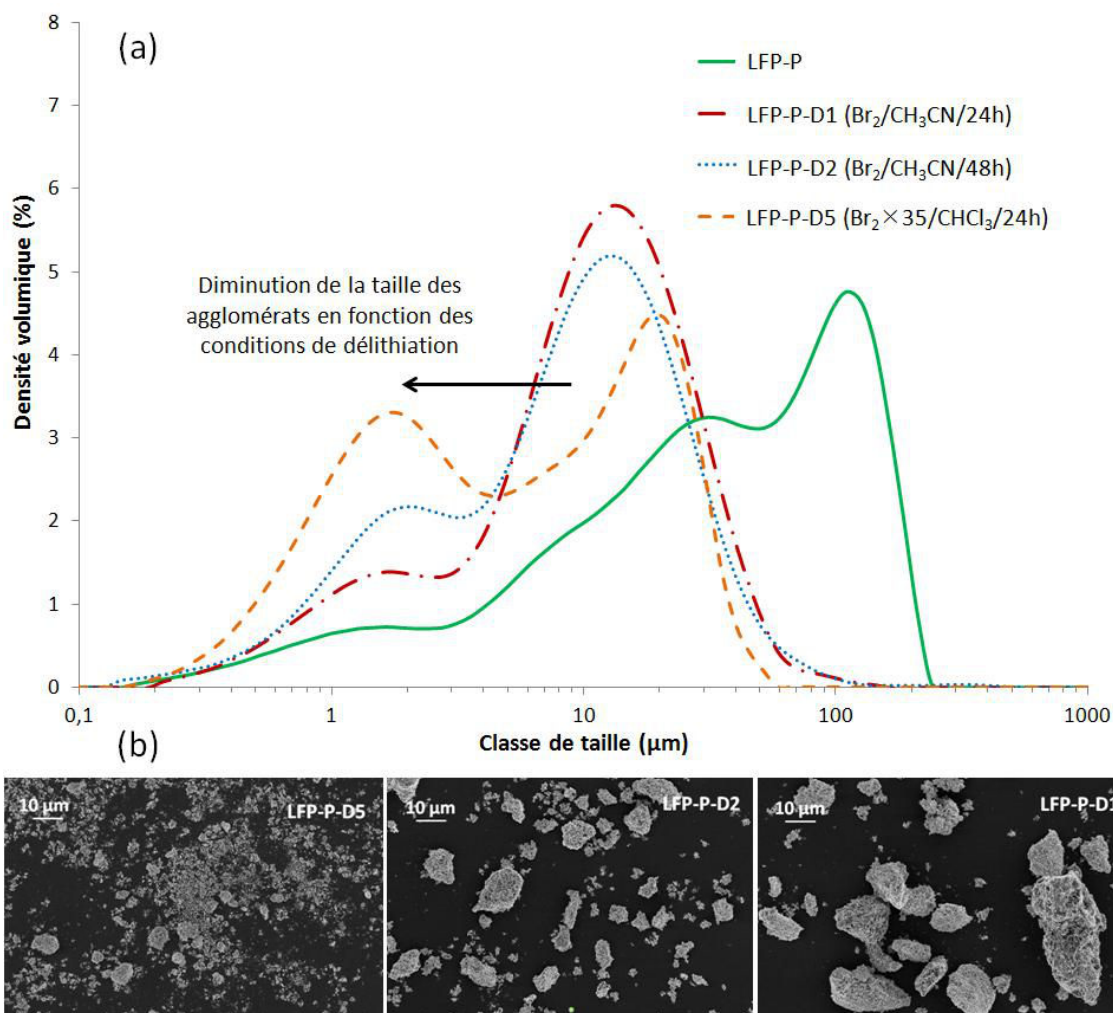 (a)
8
7
6
5
4
3
2
1
0
Densité volumique (%)
LFP-P
LFP-P-D1 (Br₂/CH₃CN/24h)
LFP-P-D2 (Br₂/CH₃CN/48h)
LFP-P-D5 (Br₂×35/CHCl₃/24h)
Diminution de la taille des
agglomérats en fonction des
conditions de délithiation
0,1 1 10 100 1000
Classe de taille (µm)
(b)
10 µm
LFP-P-D5
10 µm
LFP-P-D2
10 µm
LFP-P-D1